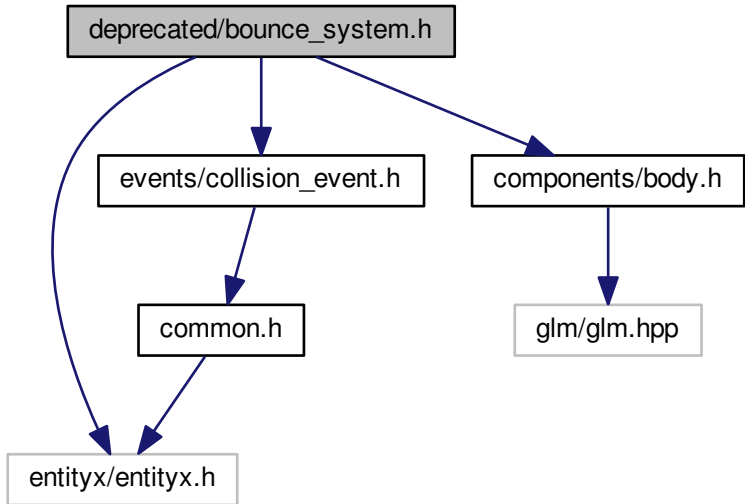 deprecated/bounce_system.h
events/collision_event.h
components/body.h
common.h
glm/glm.hpp
entityx/entityx.h